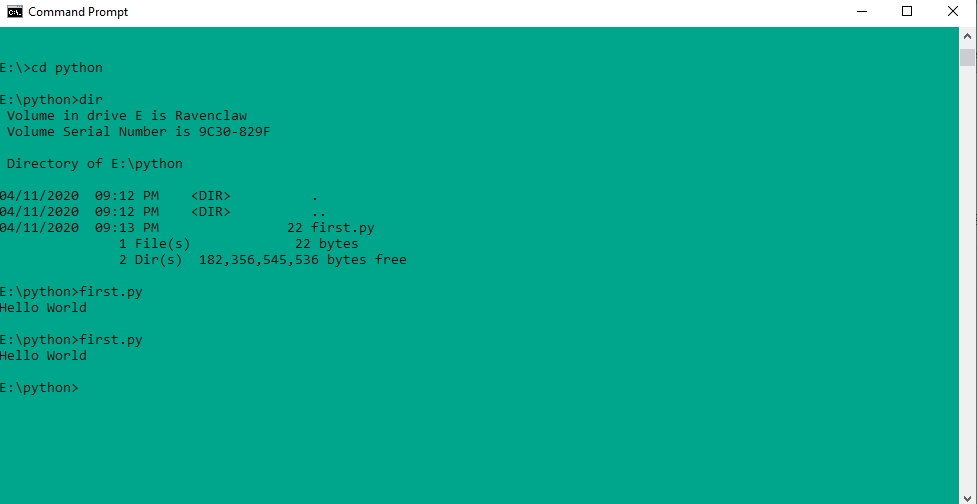 Command Prompt
E:\>cd python
E:\python>dir
 Volume in drive E is Ravenclaw
 Volume Serial Number is 9C30-829F
 Directory of E:\python
04/11/2020  09:12 PM    <DIR>          .
04/11/2020  09:12 PM    <DIR>          ..
04/11/2020  09:13 PM                22 first.py
               1 File(s)             22 bytes
               2 Dir(s)  182,356,545,536 bytes free
E:\python>first.py
Hello World
E:\python>first.py
Hello World
E:\python>